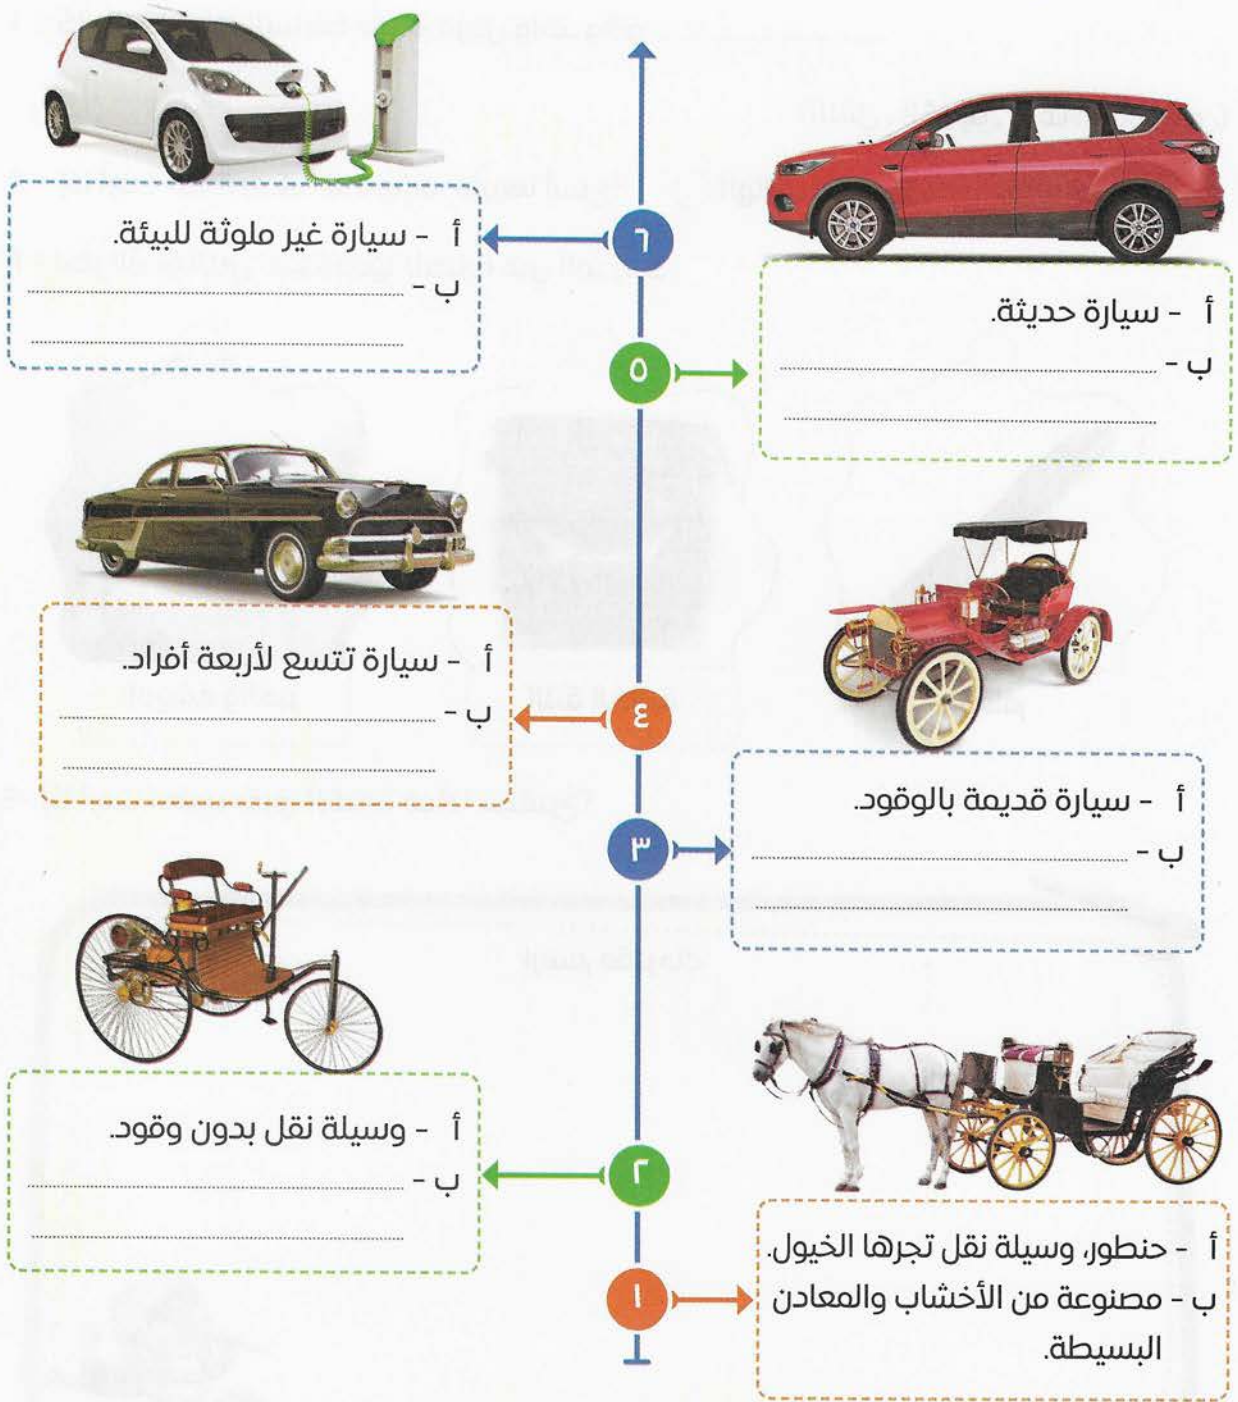 ٦
أ - سيارة غير ملوثة للبيئة.
ب -
٥
أ - سيارة حديثة.
ب -
٤
أ - سيارة تتسع لأربعة أفراد.
ب -
٣
أ - سيارة قديمة بالوقود.
ب -
٢
أ - وسيلة نقل بدون وقود.
ب -
١
أ - حنطور، وسيلة نقل تجرها الخيول.
ب - مصنوعة من الأخشاب والمعادن
البسيطة.